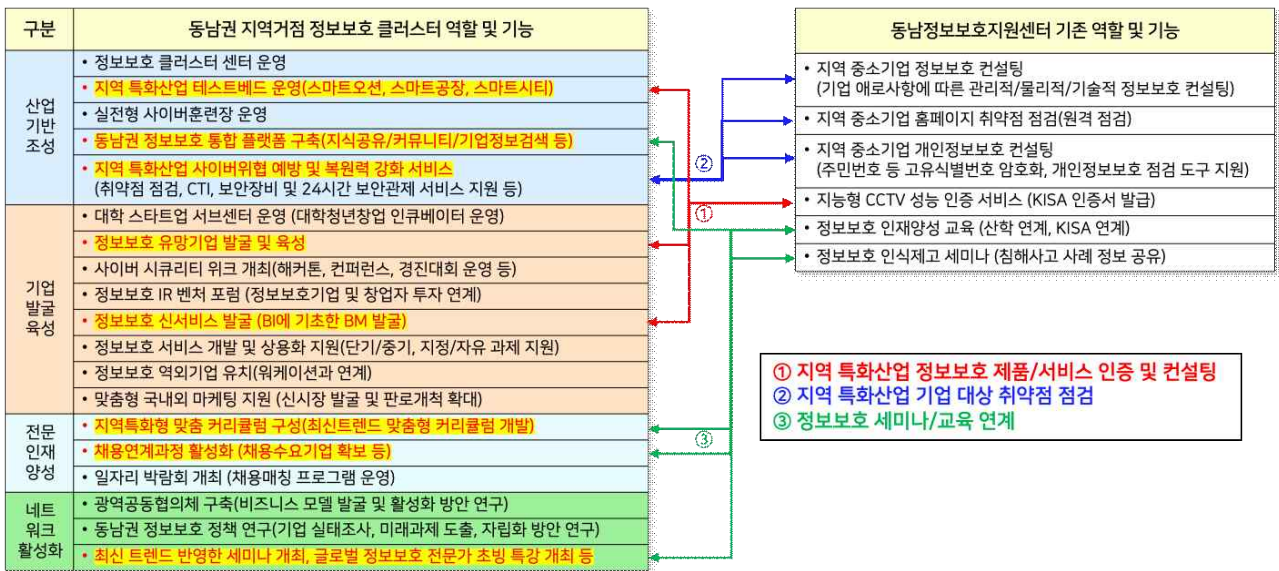 구분
동남권 지역거점 정보보호 클러스터 역할 및 기능
산업
기반
조성
• 정보보호 클러스터 센터 운영
• 지역 특화산업 테스트베드 운영(스마트오션, 스마트공장, 스마트시티)
• 실전형 사이버훈련장 운영
• 동남권 정보보호 통합 플랫폼 구축(지식공유/커뮤니티/기업정보검색 등)
• 지역 특화산업 사이버위협 예방 및 복원력 강화 서비스
(취약점 점검, CTI, 보안장비 및 24시간 보안관제 서비스 지원 등)
기업
발굴
육성
• 대학 스타트업 서브센터 운영 (대학청년창업 인큐베이터 운영)
• 정보보호 유망기업 발굴 및 육성
• 사이버 시큐리티 위크 개최(해커톤, 컨퍼런스, 경진대회 운영 등)
• 정보보호 IR 벤처 포럼 (정보보호기업 및 창업자 투자 연계)
• 정보보호 신서비스 발굴 (BI에 기초한 BM 발굴)
• 정보보호 서비스 개발 및 상용화 지원(단기/중기, 지정/자유 과제 지원)
• 정보보호 역외기업 유치(워케이션과 연계)
• 맞춤형 국내외 마케팅 지원 (신시장 발굴 및 판로개척 확대)
전문
인재
양성
• 지역특화형 맞춤 커리큘럼 구성(최신트렌드 맞춤형 커리큘럼 개발)
• 채용연계과정 활성화 (채용수요기업 확보 등)
• 일자리 박람회 개최 (채용매칭 프로그램 운영)
네트
워크
활성화
• 광역공동협의체 구축(비즈니스 모델 발굴 및 활성화 방안 연구)
• 동남권 정보보호 정책 연구(기업 실태조사, 미래과제 도출, 자립화 방안 연구)
• 최신 트렌드 반영한 세미나 개최, 글로벌 정보보호 전문가 초빙 특강 개최 등
②
①
③
동남정보보호지원센터 기존 역할 및 기능
• 지역 중소기업 정보보호 컨설팅
(기업 애로사항에 따른 관리적/물리적/기술적 정보보호 컨설팅)
• 지역 중소기업 홈페이지 취약점 점검(원격 점검)
• 지역 중소기업 개인정보보호 컨설팅
(주민번호 등 고유식별번호 암호화, 개인정보보호 점검 도구 지원)
• 지능형 CCTV 성능 인증 서비스 (KISA 인증서 발급)
• 정보보호 인재양성 교육 (산학 연계, KISA 연계)
• 정보보호 인식제고 세미나 (침해사고 사례 정보 공유)
① 지역 특화산업 정보보호 제품/서비스 인증 및 컨설팅
② 지역 특화산업 기업 대상 취약점 점검
③ 정보보호 세미나/교육 연계